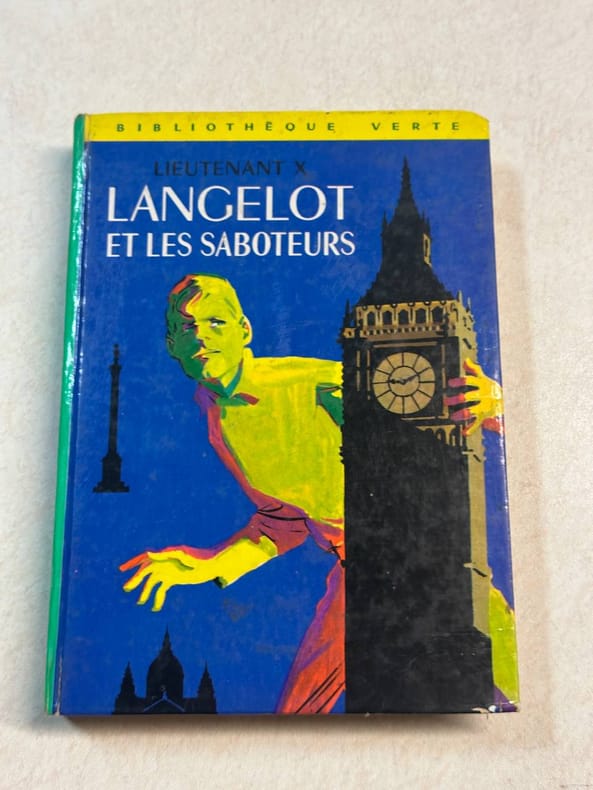 BIBLIOTHÈQUE VERTE
LIEUTENANT X
LANGELOT
ET LES SABOTEURS